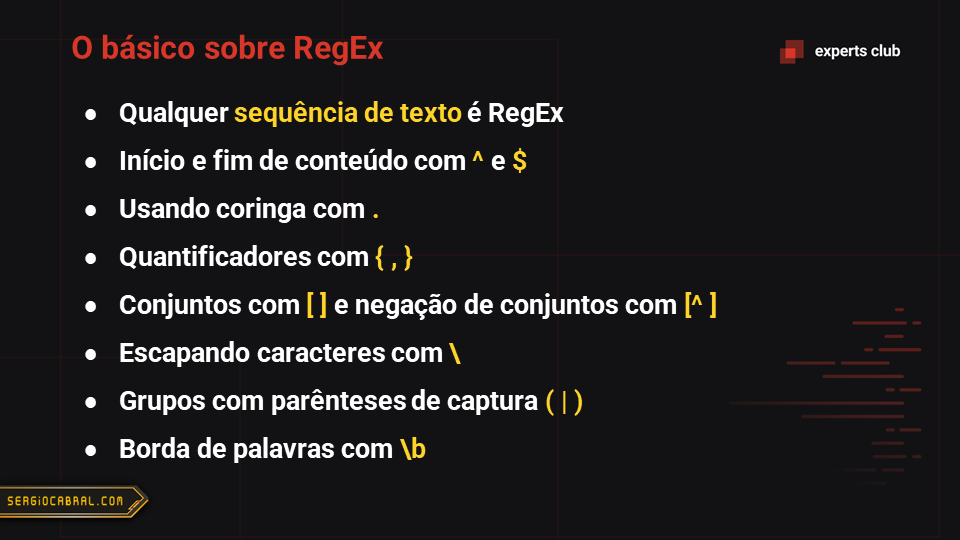 O básico sobre RegEx
experts club
● Qualquer sequência de texto é RegEx
● Início e fim de conteúdo com ^ e $
● Usando coringa com .
● Quantificadores com { , }
● Conjuntos com [ ] e negação de conjuntos com [^ ]
● Escapando caracteres com \
● Grupos com parênteses de captura ( | )
● Borda de palavras com \b
SERGIOCABRAL.COM